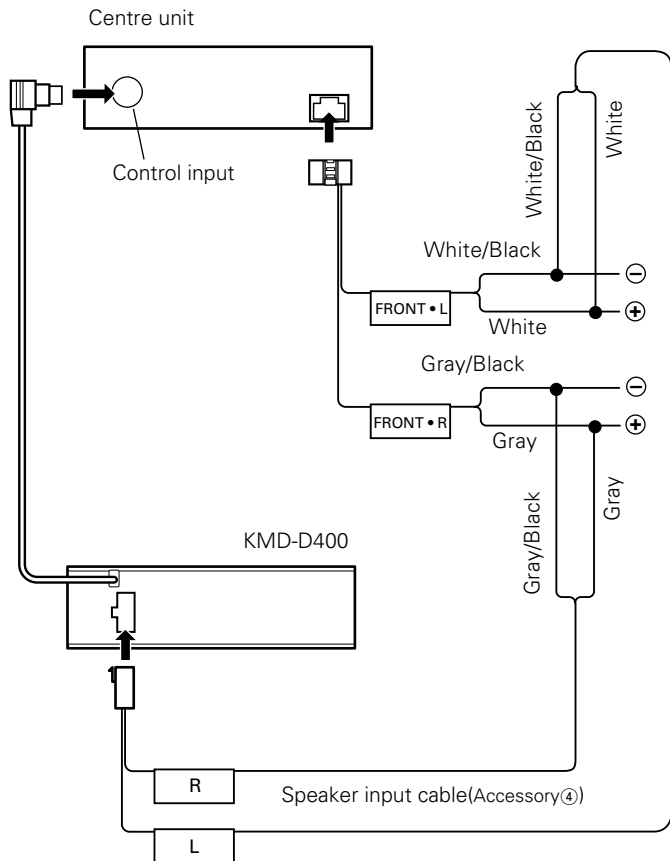 Centre unit
Control input
White/Black
White
White/Black
⊖
FRONT • L
⊕
White
Gray/Black
⊖
FRONT • R
⊕
Gray
Gray/Black
Gray
KMD-D400
R
Speaker input cable(Accessory④)
L